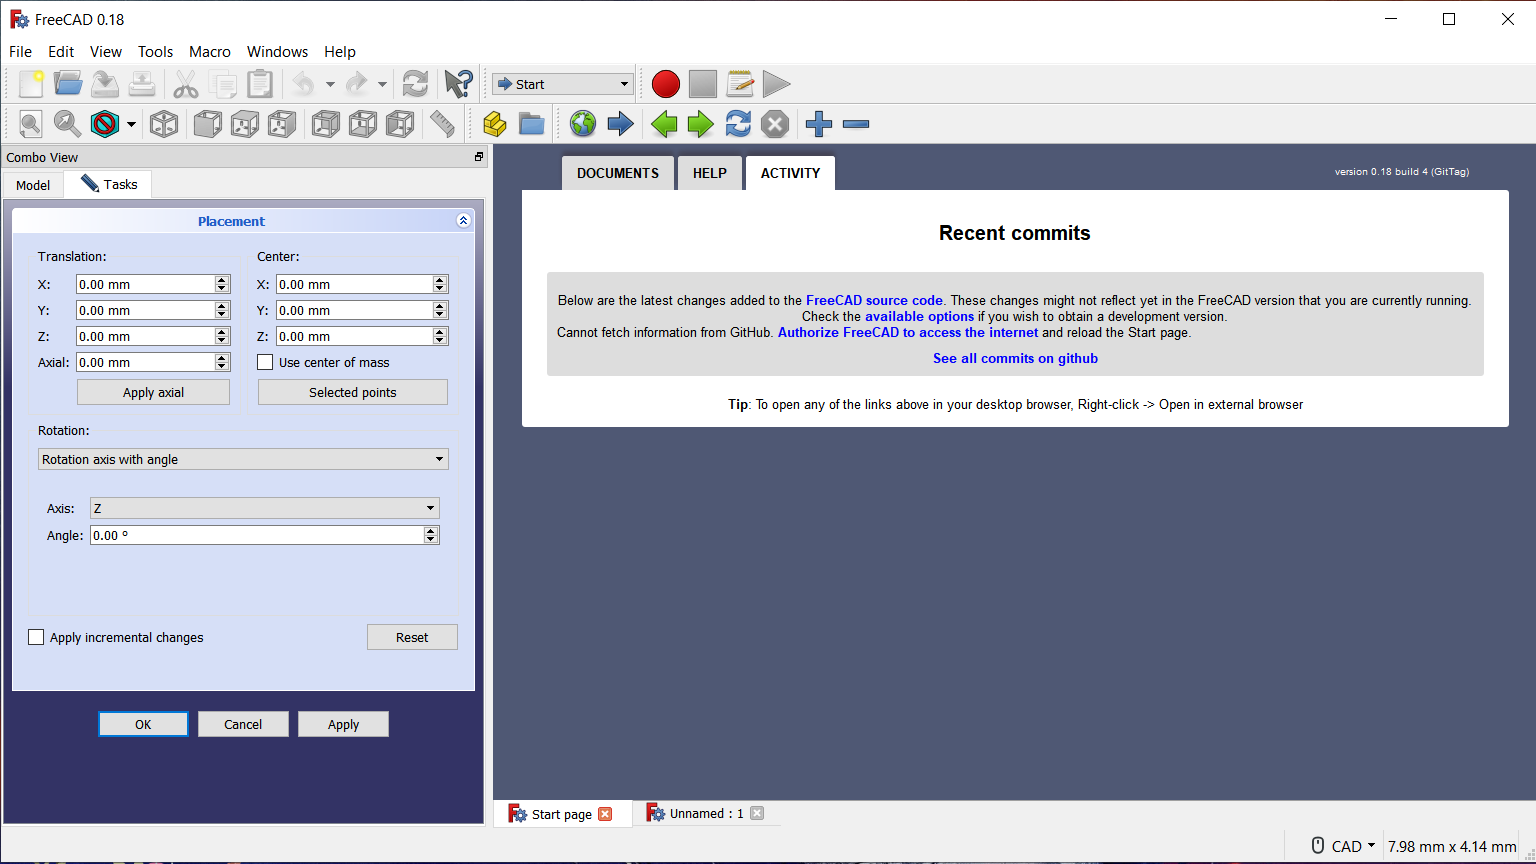 FreeCAD 0.18
File Edit View Tools Macro Windows Help
Start
Combo View
Model Tasks
Placement
Translation: Center:
X: 0.00 mm X: 0.00 mm
Y: 0.00 mm Y: 0.00 mm
Z: 0.00 mm Z: 0.00 mm
Axial: 0.00 mm Use center of mass
Apply axial Selected points
Rotation:
Rotation axis with angle
Axis: Z
Angle: 0.00 °
Apply incremental changes Reset
OK Cancel Apply
DOCUMENTS HELP ACTIVITY
version 0.18 build 4 (GitTag)
Recent commits
Below are the latest changes added to the FreeCAD source code. These changes might not reflect yet in the FreeCAD version that you are currently running.
Check the available options if you wish to obtain a development version.
Cannot fetch information from GitHub. Authorize FreeCAD to access the internet and reload the Start page.
See all commits on github
Tip: To open any of the links above in your desktop browser, Right-click -> Open in external browser
Start page Unnamed : 1
CAD 7.98 mm x 4.14 mm